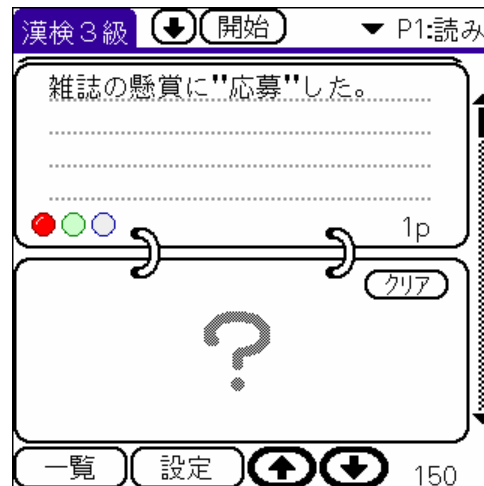 漢検3級 開始 ▼ P1:読み
雑誌の懸賞に"応募"した。
1p
クリア
?
一覧 設定 150